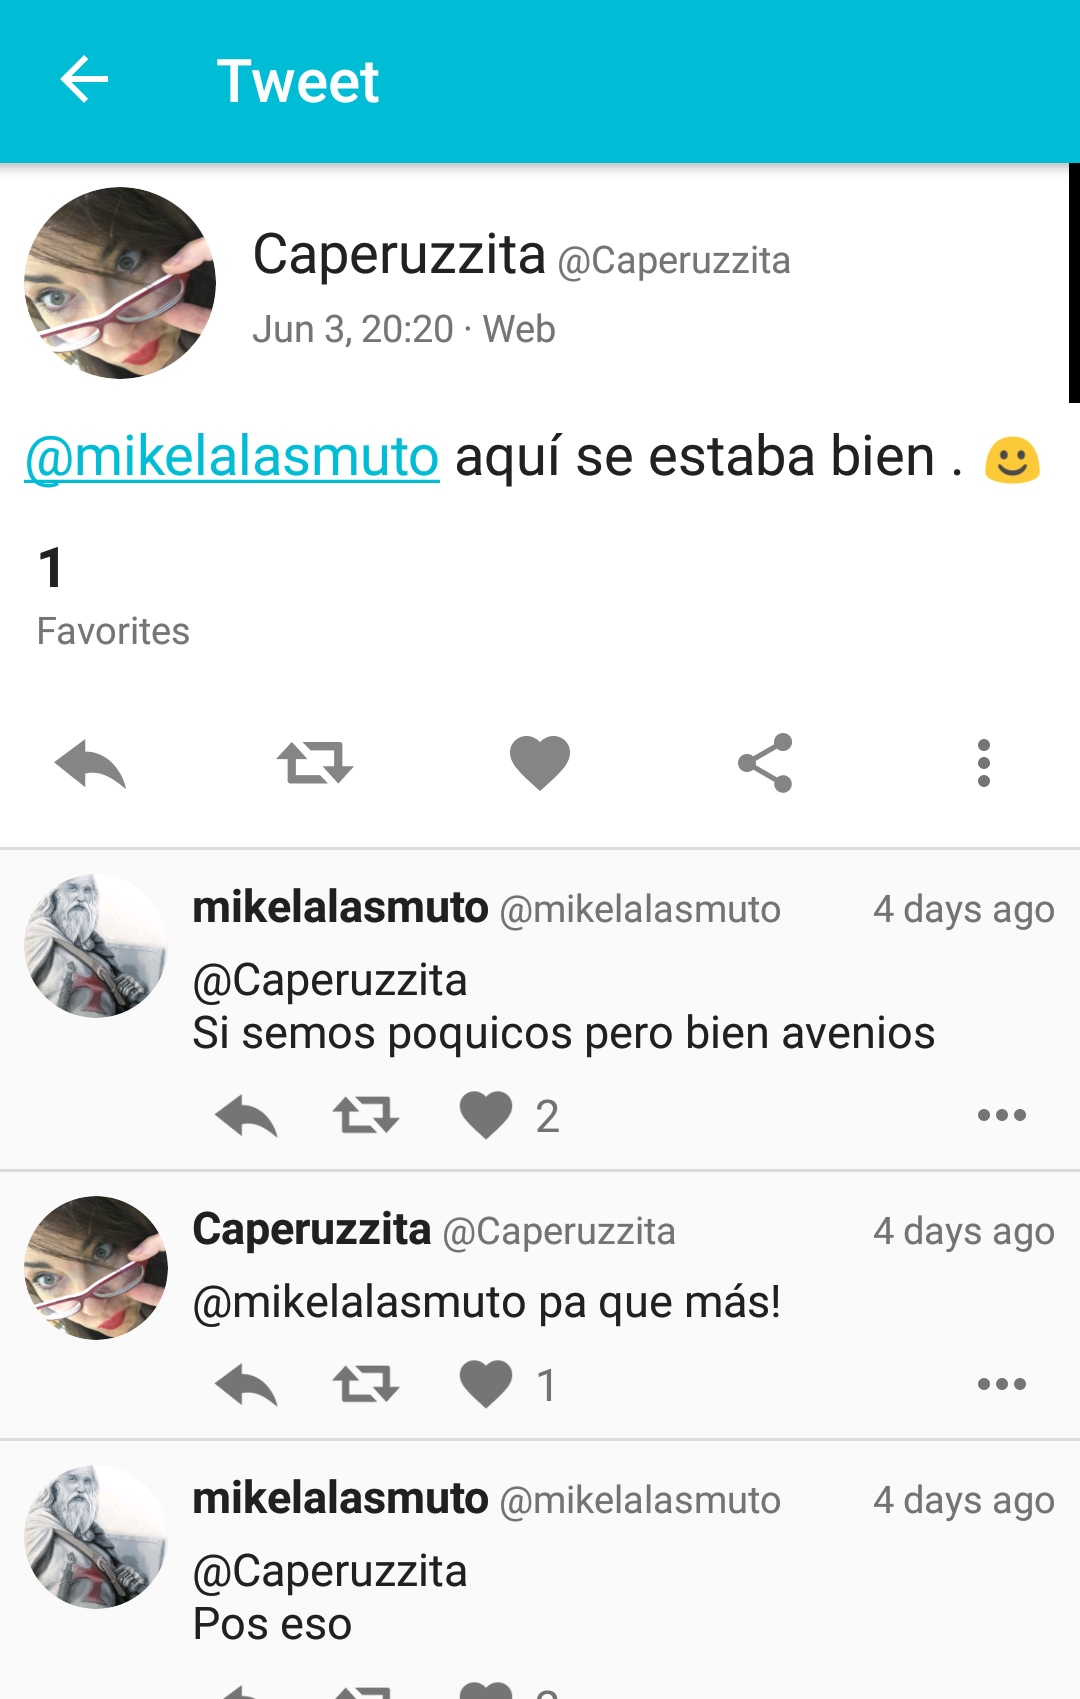 Tweet
Caperuzzita @Caperuzzita
Jun 3, 20:20 · Web
@mikelalasmuto aquí se estaba bien . 🙂
1
Favorites
mikelalasmuto @mikelalasmuto 4 days ago
@Caperuzzita
Si semos poquicos pero bien avenios
2
Caperuzzita @Caperuzzita 4 days ago
@mikelalasmuto pa que más!
1
mikelalasmuto @mikelalasmuto 4 days ago
@Caperuzzita
Pos eso